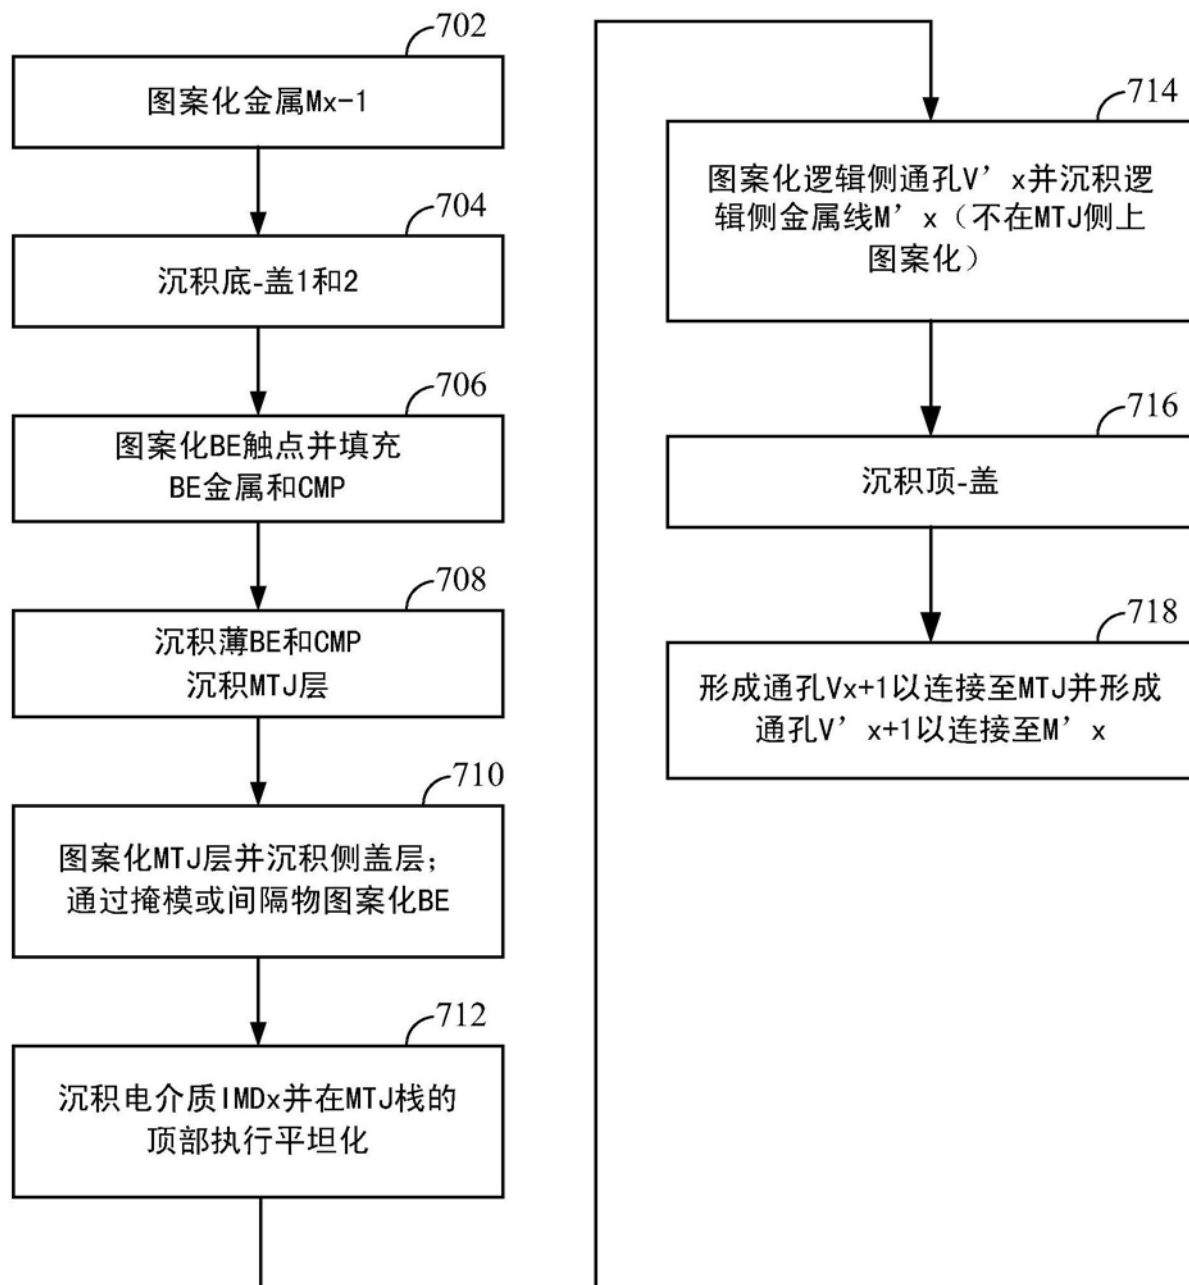 702
图案化金属Mx-1
704
沉积底-盖1和2
706
图案化BE触点并填充
BE金属和CMP
708
沉积薄BE和CMP
沉积MTJ层
710
图案化MTJ层并沉积侧盖层;
通过掩模或间隔物图案化BE
712
沉积电介质IMDx并在MTJ栈的
顶部执行平坦化
714
图案化逻辑侧通孔V’x并沉积逻
辑侧金属线M’x（不在MTJ侧上
图案化）
716
沉积顶-盖
718
形成通孔Vx+1以连接至MTJ并形成
通孔V’x+1以连接至M’x